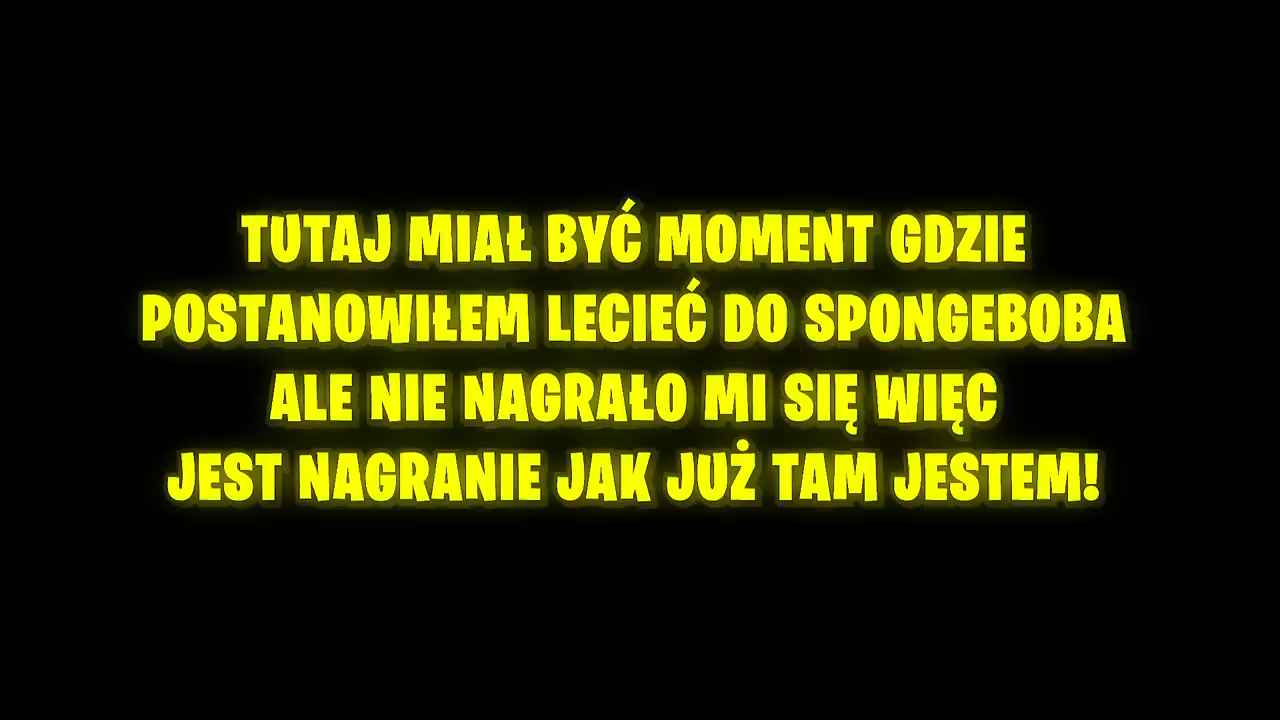 TUTAJ MIAŁ BYĆ MOMENT GDZIE
POSTANOWIŁEM LECIEĆ DO SPONGEBOBA
ALE NIE NAGRAŁO MI SIĘ WIĘC
JEST NAGRANIE JAK JUŻ TAM JESTEM!